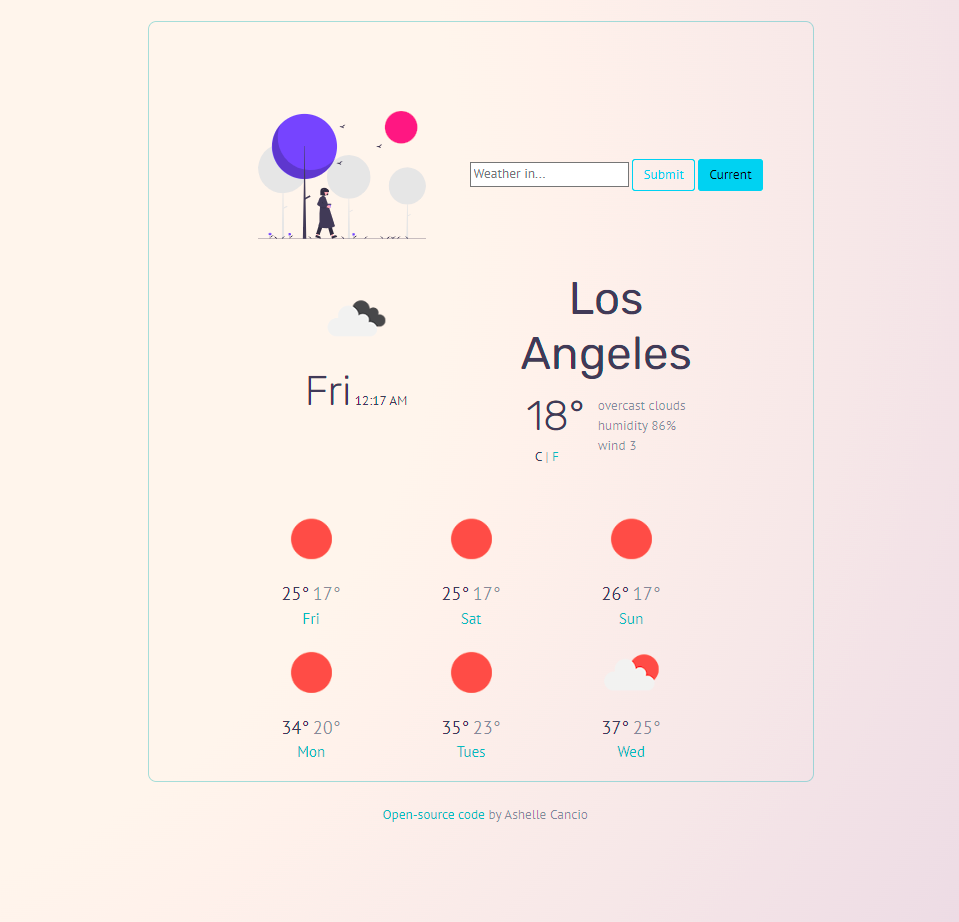 Weather in... Submit Current
Los
Angeles
Fri 12:17 AM
18°
overcast clouds
humidity 86%
wind 3
C | F
25° 17° 25° 17° 26° 17°
Fri Sat Sun
34° 20° 35° 23° 37° 25°
Mon Tues Wed
Open-source code by Ashelle Cancio